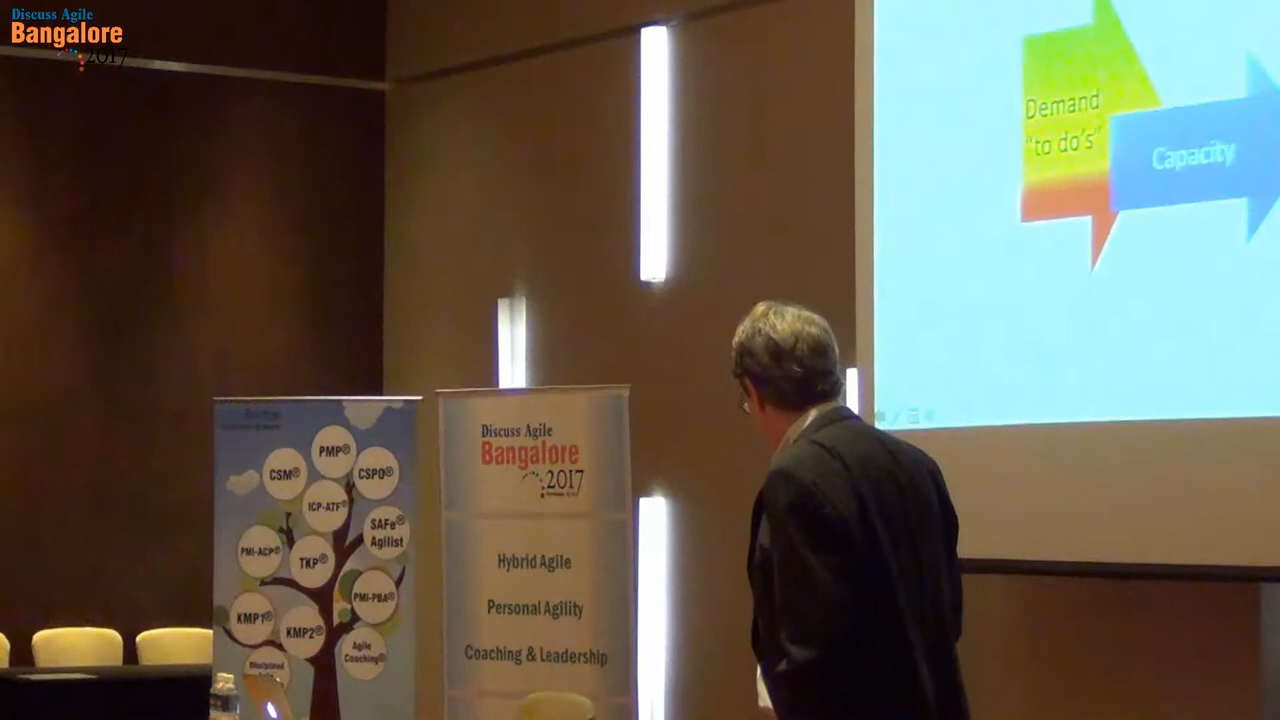 Discuss Agile
Bangalore
2017
Demand
"to do's"
Capacity
PMP®
CSM®
CSPO®
ICP-ATF®
SAFe®
Agilist
PMI-ACP®
TKP®
PMI-PBA®
KMP1®
KMP2®
Agile
Coaching®
Disciplined
Discuss Agile
Bangalore
2017
Hybrid Agile
Personal Agility
Coaching & Leadership